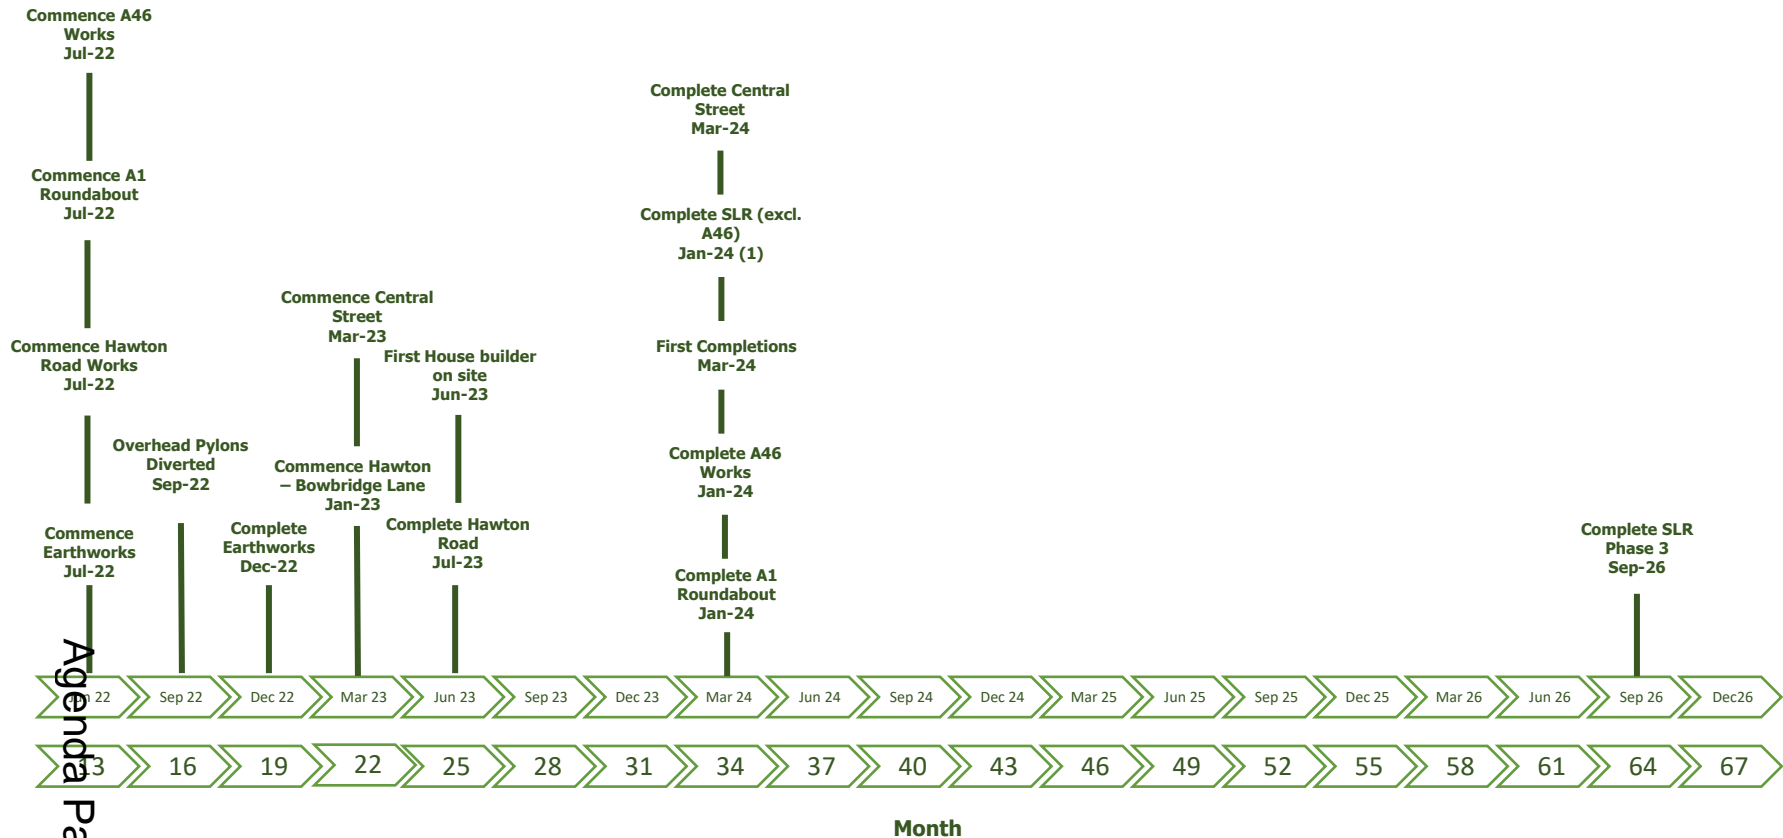 Commence A46
Works
Jul-22
Commence A1
Roundabout
Jul-22
Commence Hawton
Road Works
Jul-22
Commence
Earthworks
Jul-22
Overhead Pylons
Diverted
Sep-22
Complete
Earthworks
Dec-22
Commence Central
Street
Mar-23
Commence Hawton
– Bowbridge Lane
Jan-23
First House builder
on site
Jun-23
Complete Hawton
Road
Jul-23
Complete Central
Street
Mar-24
Complete SLR (excl.
A46)
Jan-24 (1)
First Completions
Mar-24
Complete A46
Works
Jan-24
Complete A1
Roundabout
Jan-24
Complete SLR
Phase 3
Sep-26
Jun 22 Sep 22 Dec 22 Mar 23 Jun 23 Sep 23 Dec 23 Mar 24 Jun 24 Sep 24 Dec 24 Mar 25 Jun 25 Sep 25 Dec 25 Mar 26 Jun 26 Sep 26 Dec26
13 16 19 22 25 28 31 34 37 40 43 46 49 52 55 58 61 64 67
Month
Agenda Pa